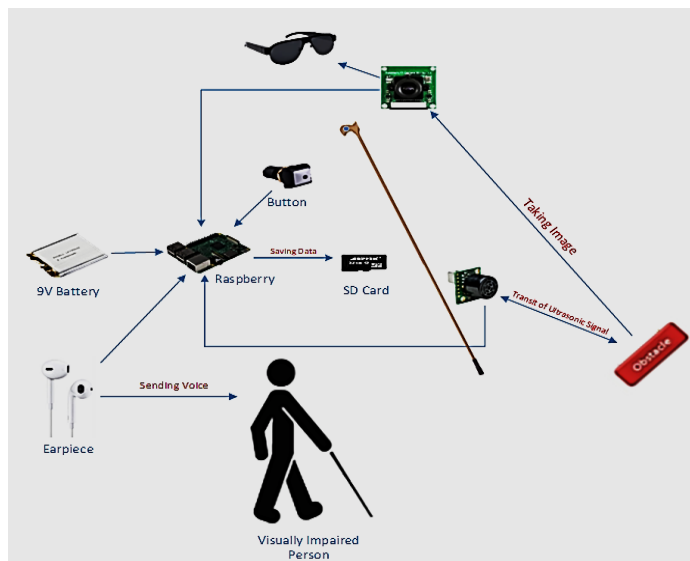 Button
Taking Image
Raspberry
Saving Data
SD Card
9V Battery
Transit of Ultrasonic Signal
Obstacle
Sending Voice
Earpiece
Visually Impaired
Person